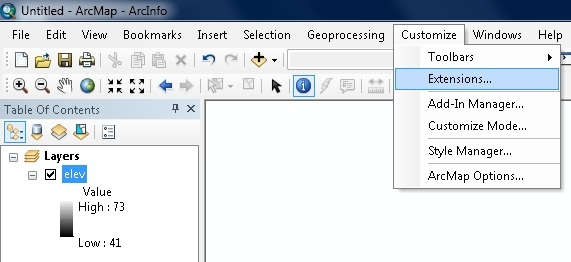 Untitled - ArcMap - ArcInfo
File Edit View Bookmarks Insert Selection Geoprocessing Customize Windows Help
Toolbars
Extensions...
Add-In Manager...
Customize Mode...
Style Manager...
ArcMap Options...
Table Of Contents
Layers
elev
Value
High : 73
Low : 41